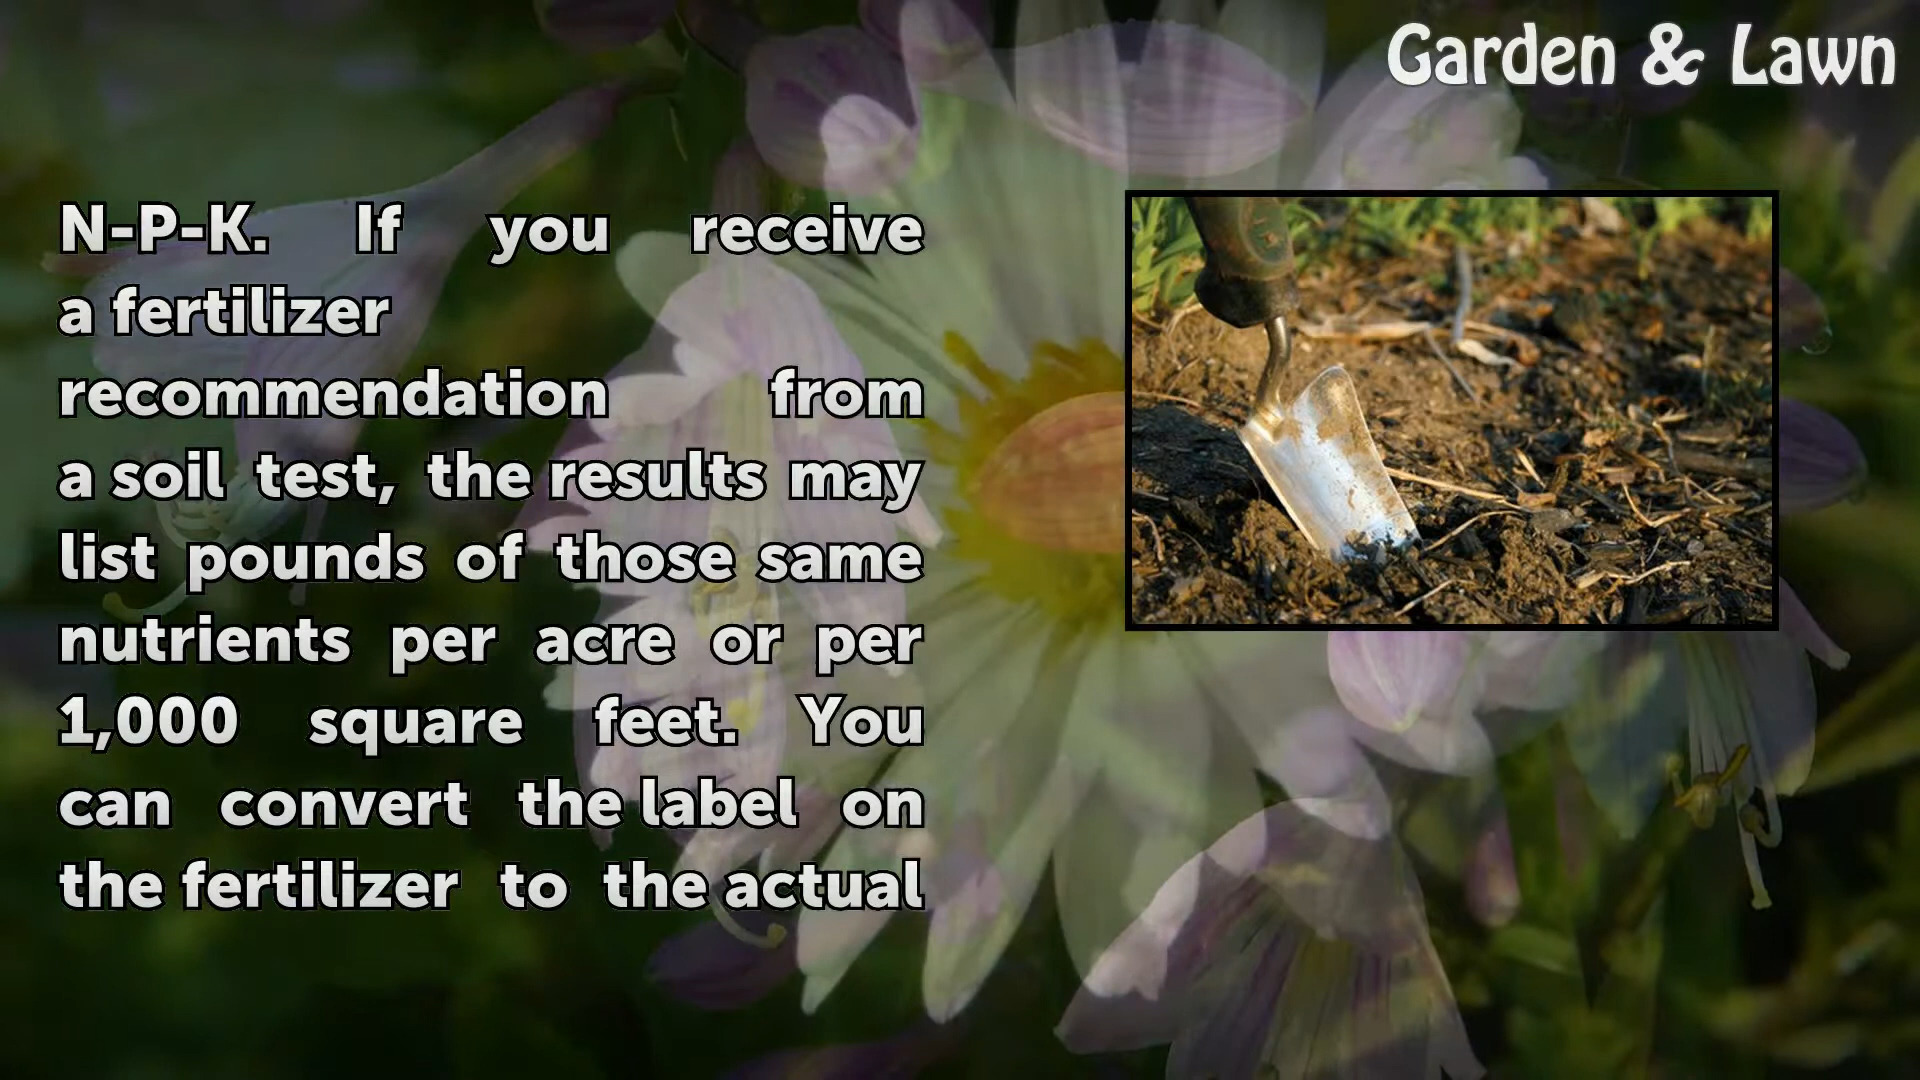 Garden & Lawn
N-P-K. If you receive
a fertilizer
recommendation from
a soil test, the results may
list pounds of those same
nutrients per acre or per
1,000 square feet. You
can convert the label on
the fertilizer to the actual